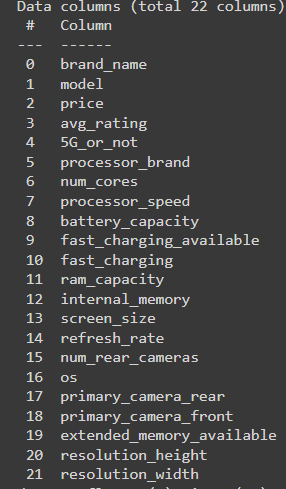 Data columns (total 22 columns)
# Column
--- ------
0 brand_name
1 model
2 price
3 avg_rating
4 5G_or_not
5 processor_brand
6 num_cores
7 processor_speed
8 battery_capacity
9 fast_charging_available
10 fast_charging
11 ram_capacity
12 internal_memory
13 screen_size
14 refresh_rate
15 num_rear_cameras
16 os
17 primary_camera_rear
18 primary_camera_front
19 extended_memory_available
20 resolution_height
21 resolution_width